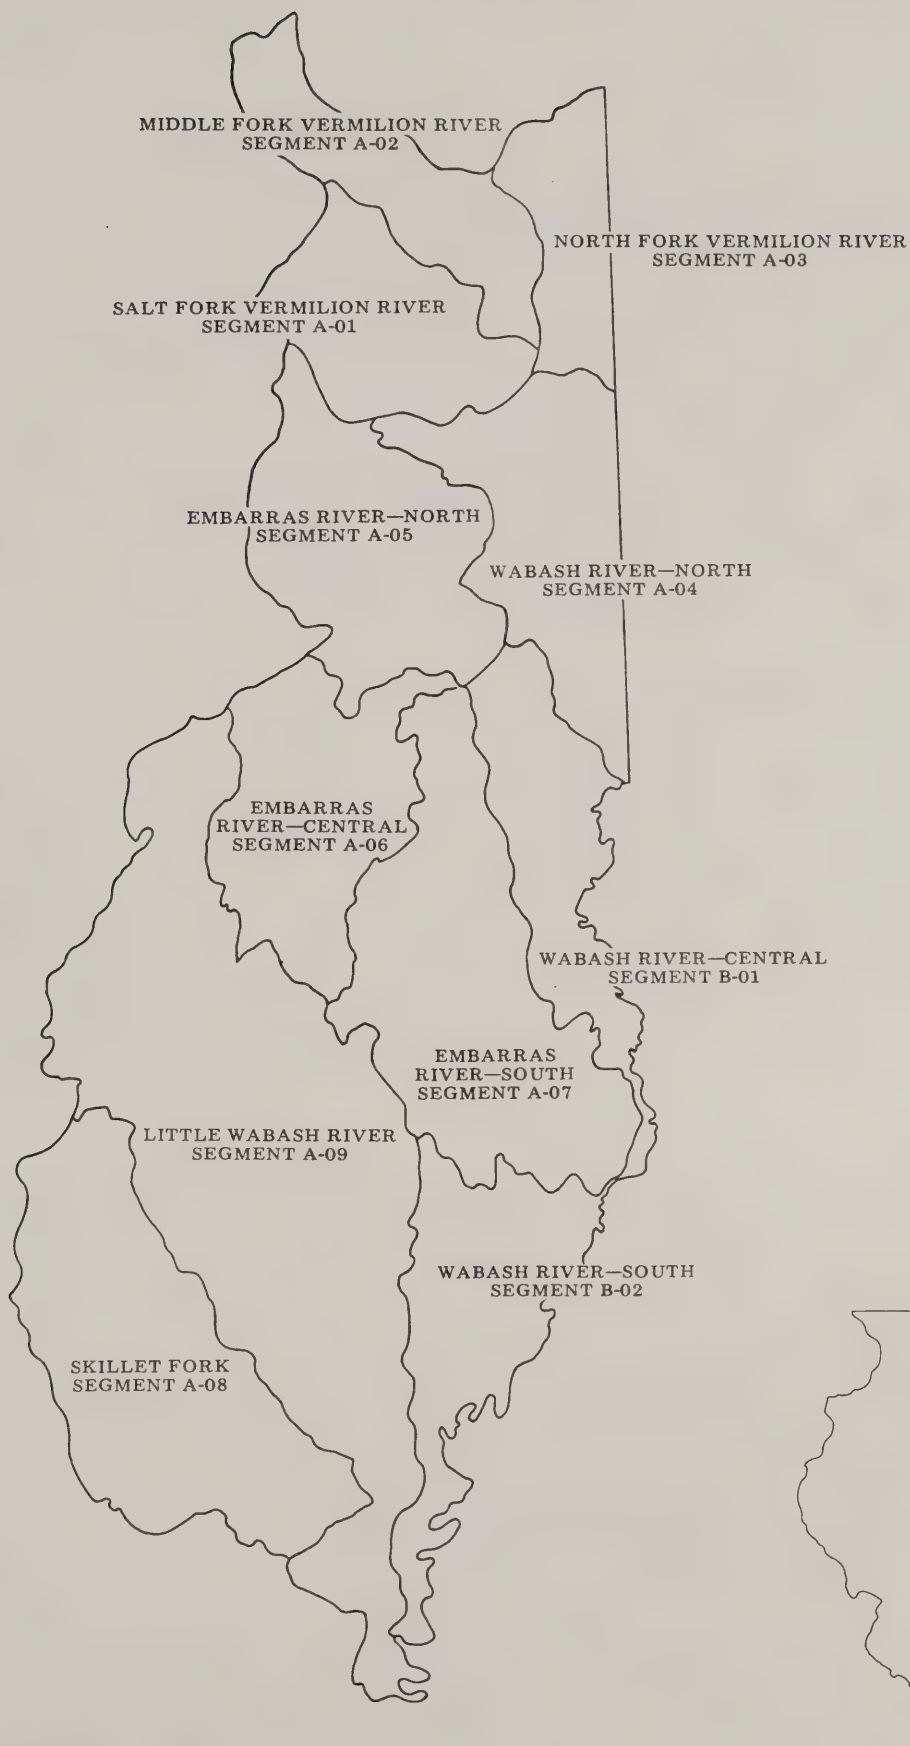 MIDDLE FORK VERMILION RIVER
SEGMENT A-02
NORTH FORK VERMILION RIVER
SEGMENT A-03
SALT FORK VERMILION RIVER
SEGMENT A-01
EMBARRAS RIVER—NORTH
SEGMENT A-05
WABASH RIVER—NORTH
SEGMENT A-04
EMBARRAS
RIVER—CENTRAL
SEGMENT A-06
WABASH RIVER—CENTRAL
SEGMENT B-01
EMBARRAS
RIVER—SOUTH
SEGMENT A-07
LITTLE WABASH RIVER
SEGMENT A-09
WABASH RIVER—SOUTH
SEGMENT B-02
SKILLET FORK
SEGMENT A-08